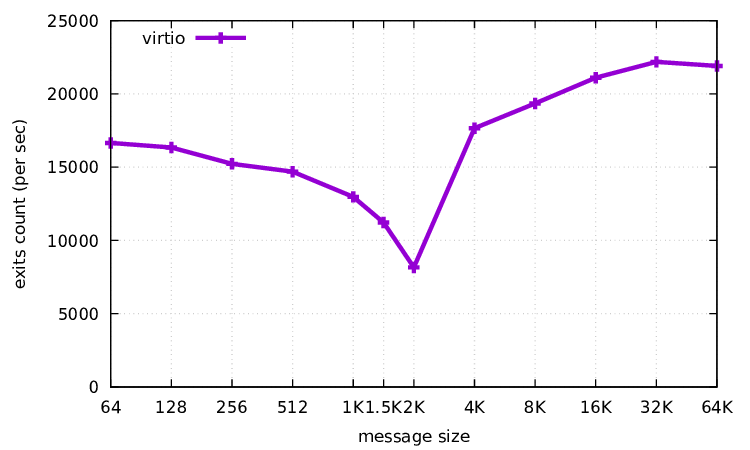 25000
virtio
20000
15000
10000
5000
0
exits count (per sec)
64 128 256 512 1K 1.5K 2K 4K 8K 16K 32K 64K
message size